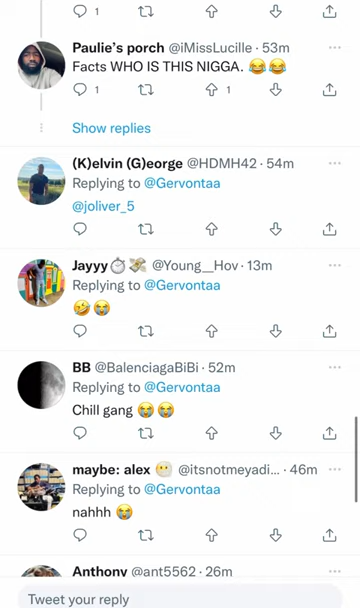 1
Paulie's porch @iMissLucille · 53m
Facts WHO IS THIS NIGGA. 😂😂
1 1
Show replies
(K)elvin (G)eorge @HDMH42 · 54m
Replying to @Gervontaa
@joliver_5
Jayyy⏱️💸 @Young__Hov · 13m
Replying to @Gervontaa
🤣😭
BB @BalenciagaBiBi · 52m
Replying to @Gervontaa
Chill gang 😭😭
maybe: alex 😶 @itsnotmeyadi... · 46m
Replying to @Gervontaa
nahhh 😭
Anthony @ant5562 · 26m
Tweet your reply